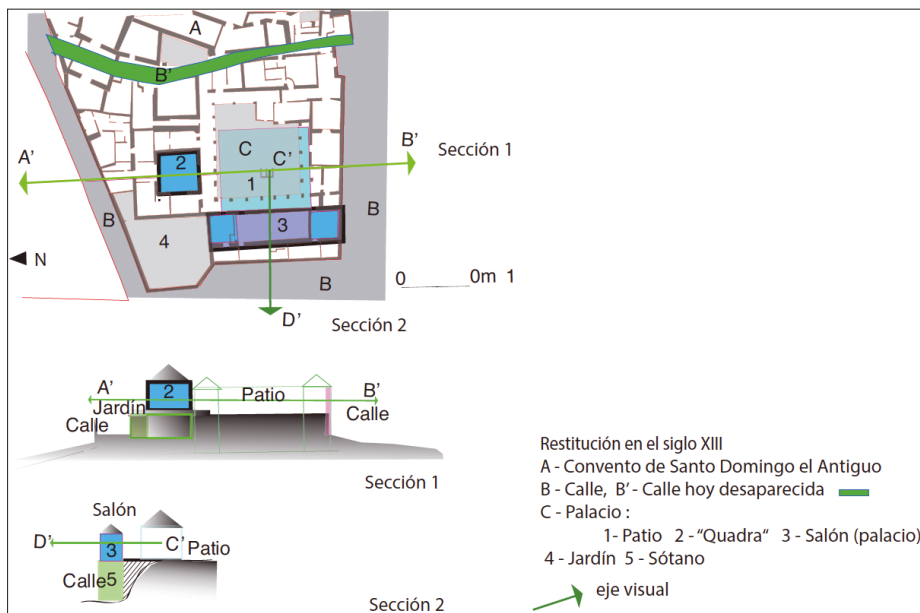 A
B'
B'
Sección 1
A'
2
C
C'
1
B
B
3
4
N
B
0 0m 1
D'
Sección 2
A'
2
B'
Patio
Jardín
Calle
Calle
Sección 1
Salón
D'
3
C'
Patio
Calle
5
Sección 2
Restitución en el siglo XIII
A - Convento de Santo Domingo el Antiguo
B - Calle, B' - Calle hoy desaparecida
C - Palacio :
1- Patio 2 -“Quadra“ 3 - Salón (palacio)
4 - Jardín 5 - Sótano
eje visual